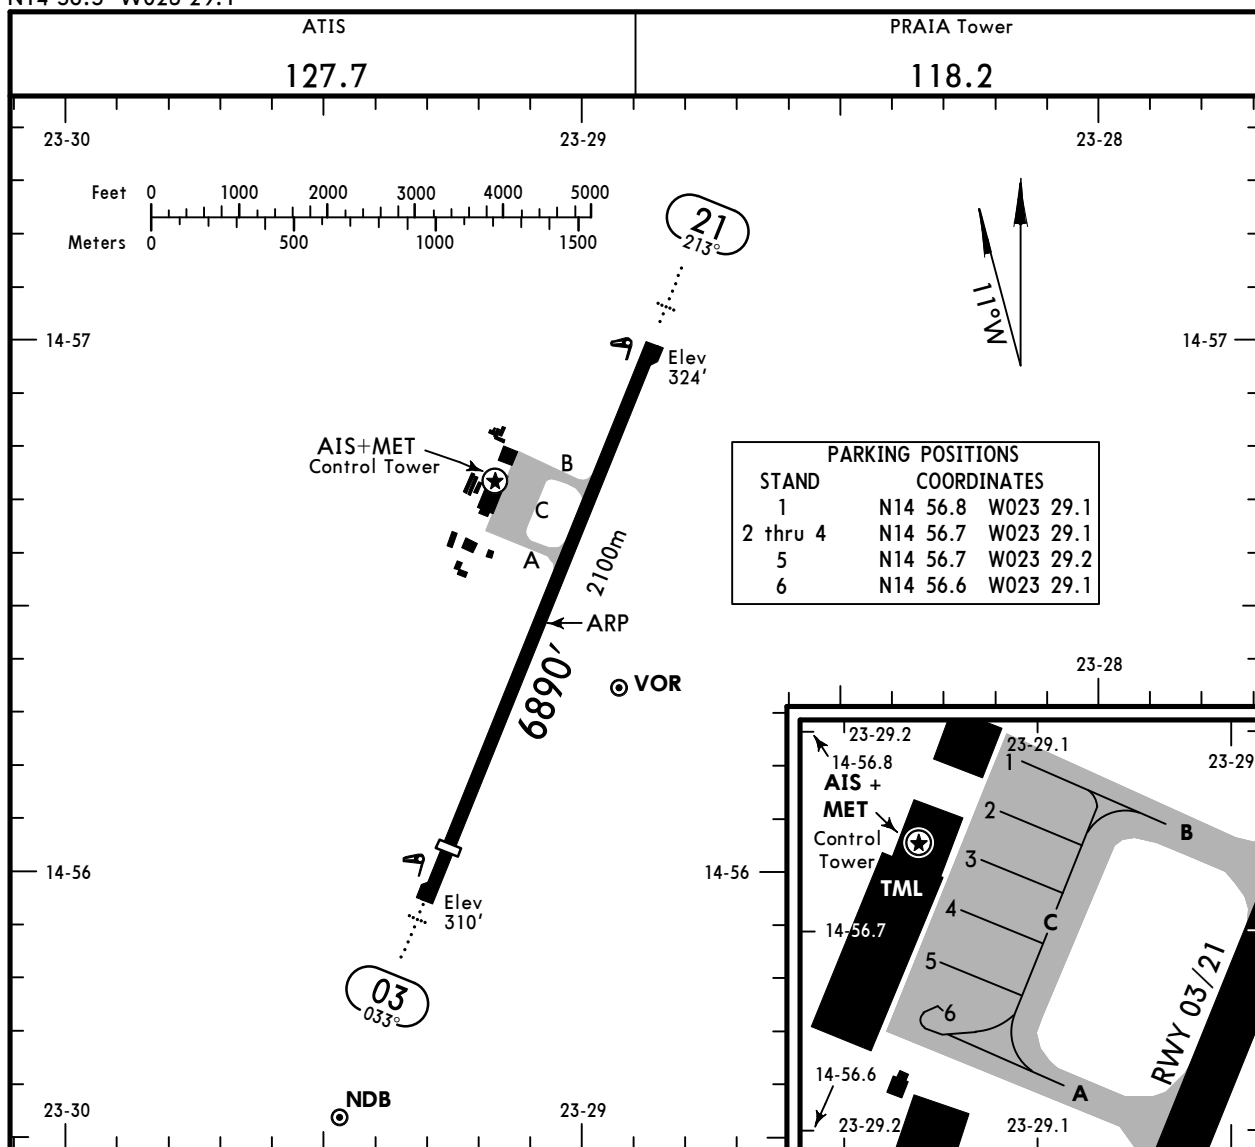 ATIS
PRAIA Tower
127.7
118.2
23-30
23-29
23-28
Feet 0 1000 2000 3000 4000 5000
Meters 0 500 1000 1500
21
213°
11°W
14-57
14-57
Elev
324'
AIS+MET
Control Tower
B
C
A
2100m
ARP
6890'
VOR
PARKING POSITIONS
STAND COORDINATES
1 N14 56.8 W023 29.1
2 thru 4 N14 56.7 W023 29.1
5 N14 56.7 W023 29.2
6 N14 56.6 W023 29.1
23-28
14-56
14-56
Elev
310'
03
033°
NDB
23-30
23-29
23-29.2
23-29.1
23-29
14-56.8
AIS +
MET
Control
Tower
TML
14-56.7
1
2
3
4
5
6
B
C
A
RWY 03/21
14-56.6
23-29.2
23-29.1